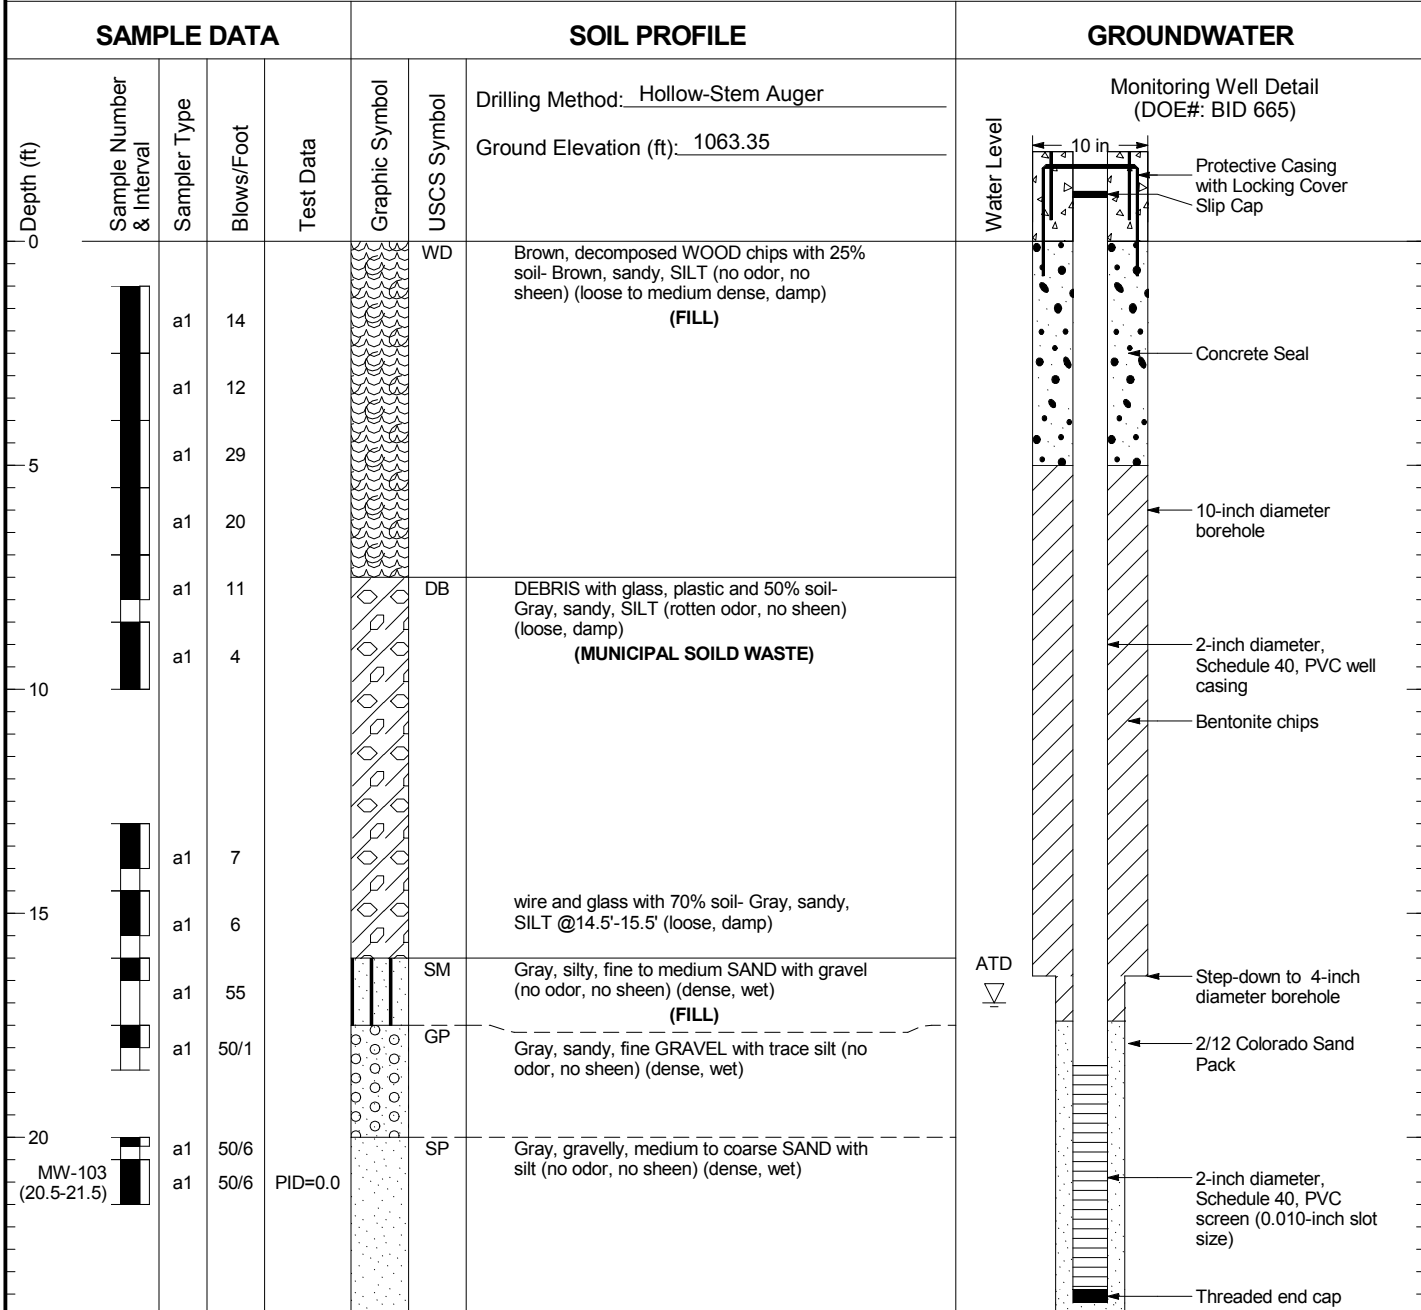 SAMPLE DATA
SOIL PROFILE
GROUNDWATER
Depth (ft)
Sample Number
& Interval
Sampler Type
Blows/Foot
Test Data
Graphic Symbol
USCS Symbol
Drilling Method: Hollow-Stem Auger
Ground Elevation (ft): 1063.35
Water Level
Monitoring Well Detail
(DOE#: BID 665)
10 in
Protective Casing
with Locking Cover
Slip Cap
0
WD
Brown, decomposed WOOD chips with 25%
soil- Brown, sandy, SILT (no odor, no
sheen) (loose to medium dense, damp)
(FILL)
a1 14
Concrete Seal
a1 12
a1 29
5
10-inch diameter
borehole
a1 20
a1 11
DB
DEBRIS with glass, plastic and 50% soil-
Gray, sandy, SILT (rotten odor, no sheen)
(loose, damp)
(MUNICIPAL SOILD WASTE)
a1 4
2-inch diameter,
Schedule 40, PVC well
casing
10
Bentonite chips
a1 7
wire and glass with 70% soil- Gray, sandy,
SILT @14.5'-15.5' (loose, damp)
15
a1 6
SM
Gray, silty, fine to medium SAND with gravel
(no odor, no sheen) (dense, wet)
(FILL)
ATD
Step-down to 4-inch
diameter borehole
a1 55
GP
Gray, sandy, fine GRAVEL with trace silt (no
odor, no sheen) (dense, wet)
a1 50/1
2/12 Colorado Sand
Pack
20
a1 50/6
SP
Gray, gravelly, medium to coarse SAND with
silt (no odor, no sheen) (dense, wet)
MW-103
(20.5-21.5)
a1 50/6 PID=0.0
2-inch diameter,
Schedule 40, PVC
screen (0.010-inch slot
size)
Threaded end cap